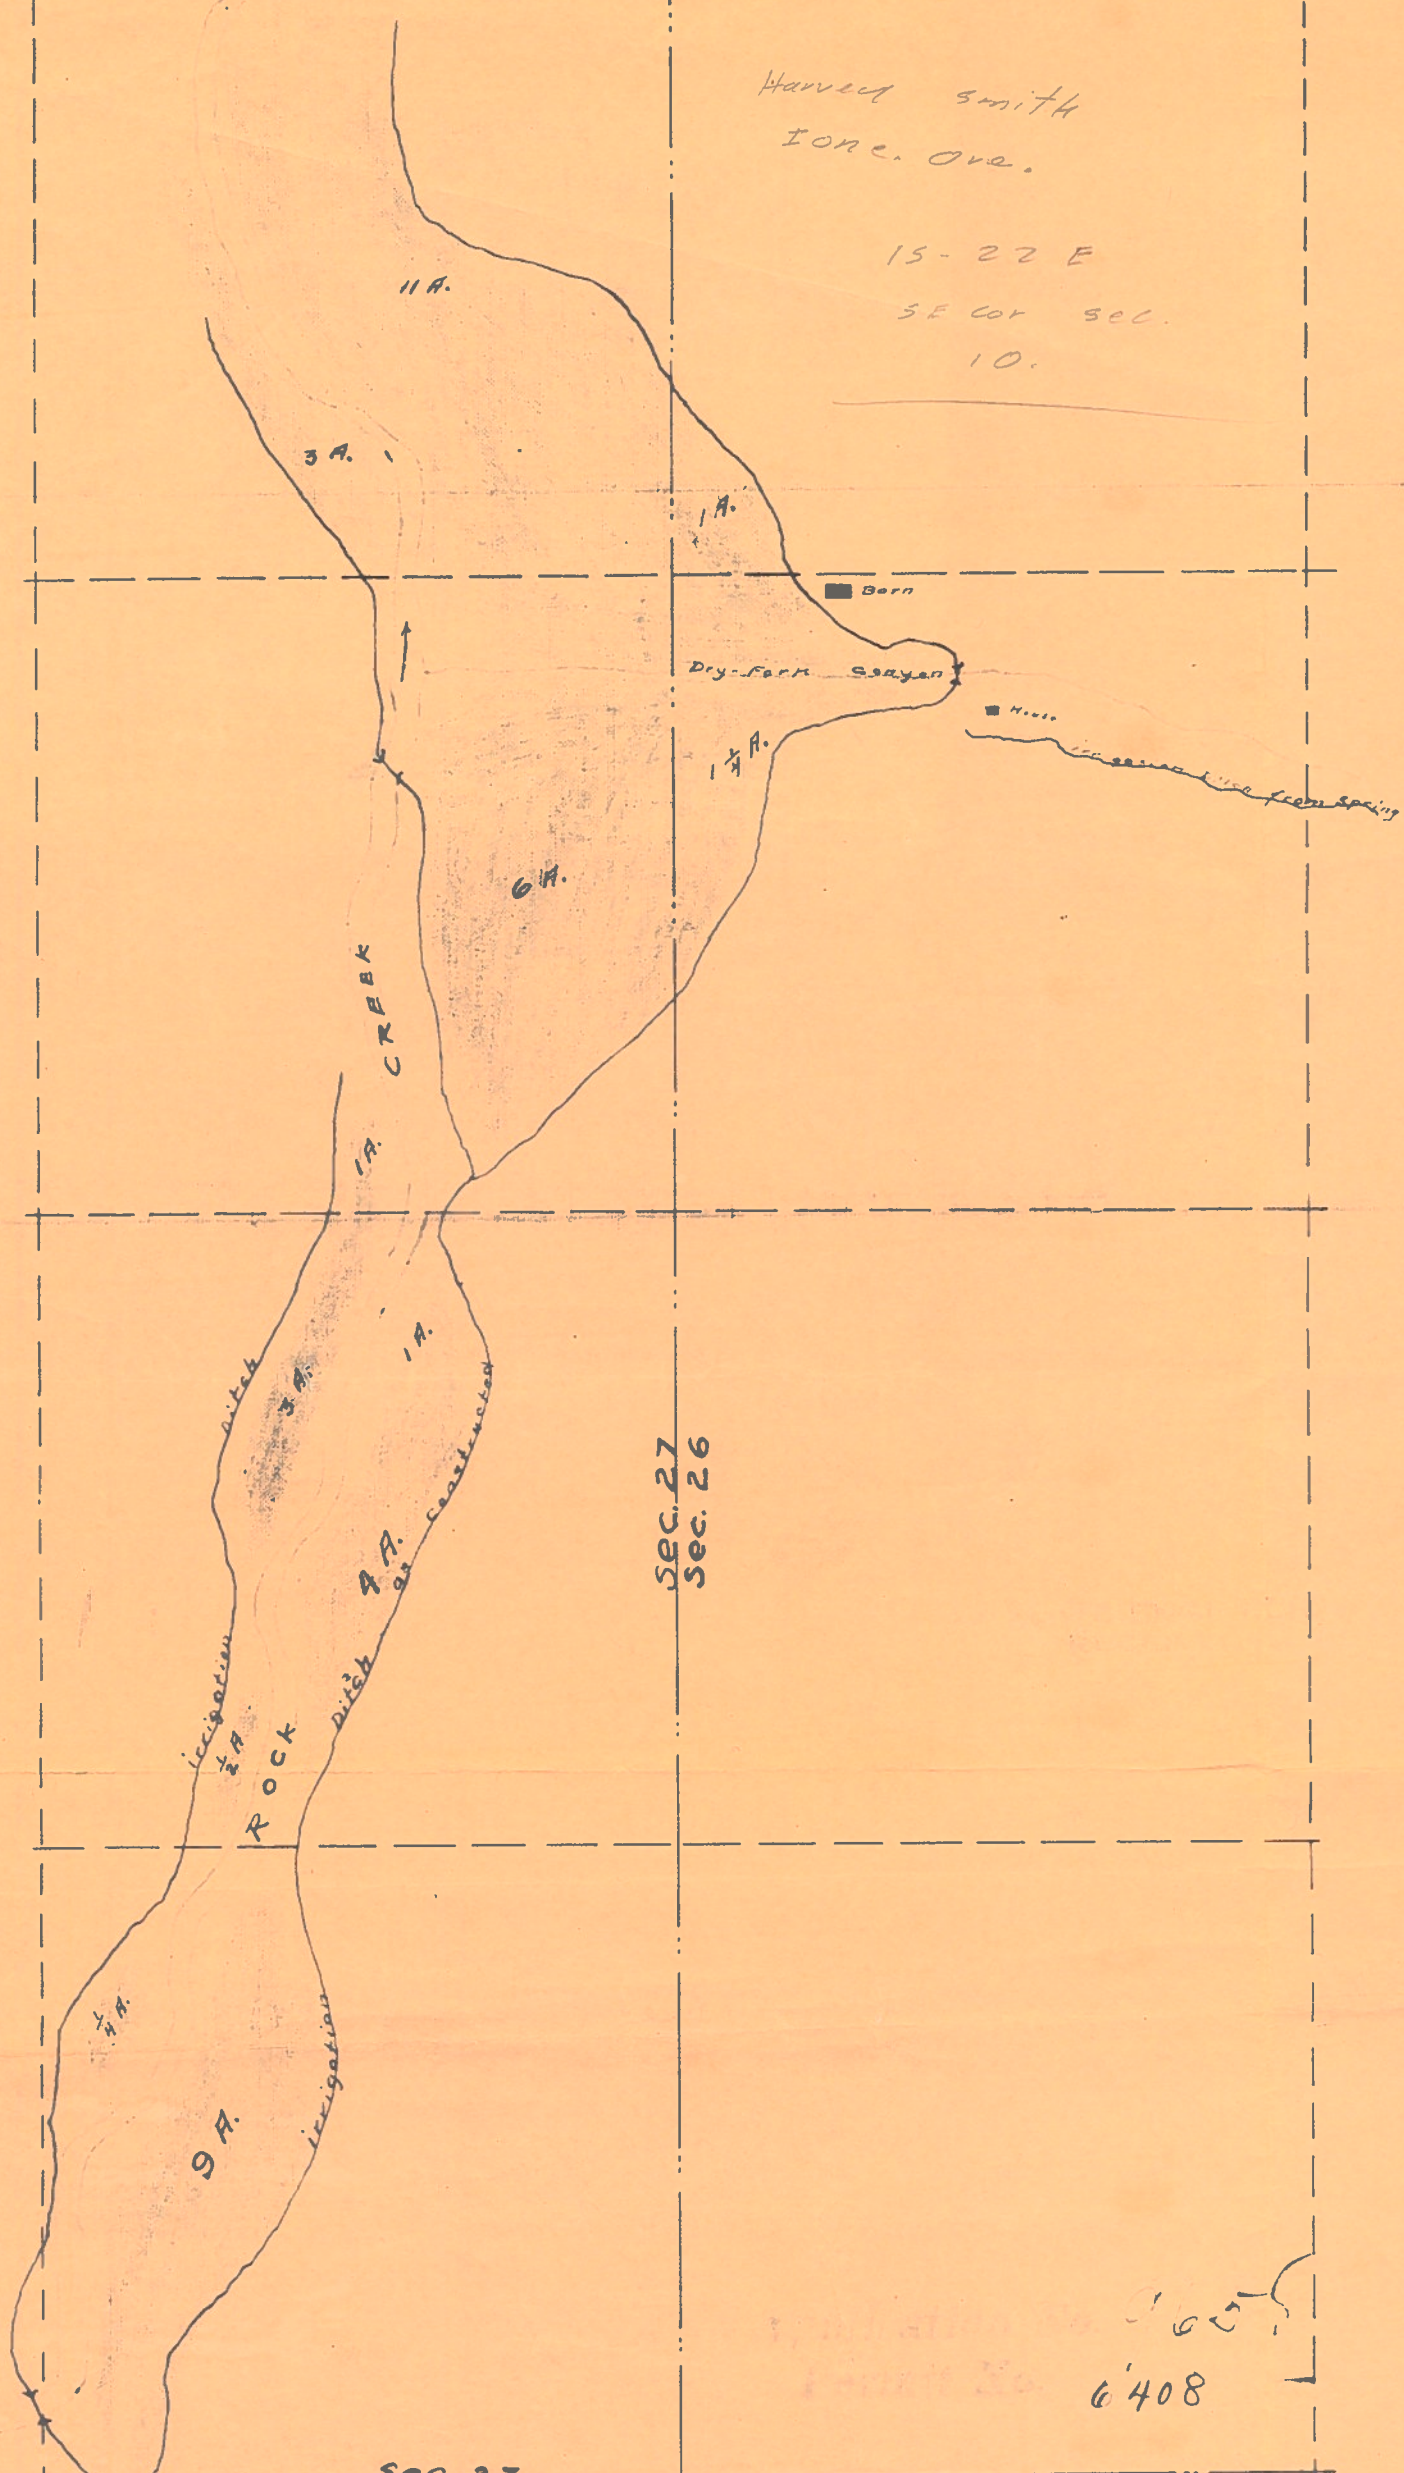 Harvey Smith
Ione. Ore.
1S - 22 E
SE cor sec.
10.
11 A.
3 A.
1 A.
Barn
Dry-Fork Canyon
House
1 1/4 A.
from spring
6 A.
CREEK
1 A.
1 A.
Ditch
3 A.
as constructed
4 A.
Sec. 27
Sec. 26
irrigation
Ditch
1/2 A
ROCK
1/4 A.
irrigation
9 A.
6408